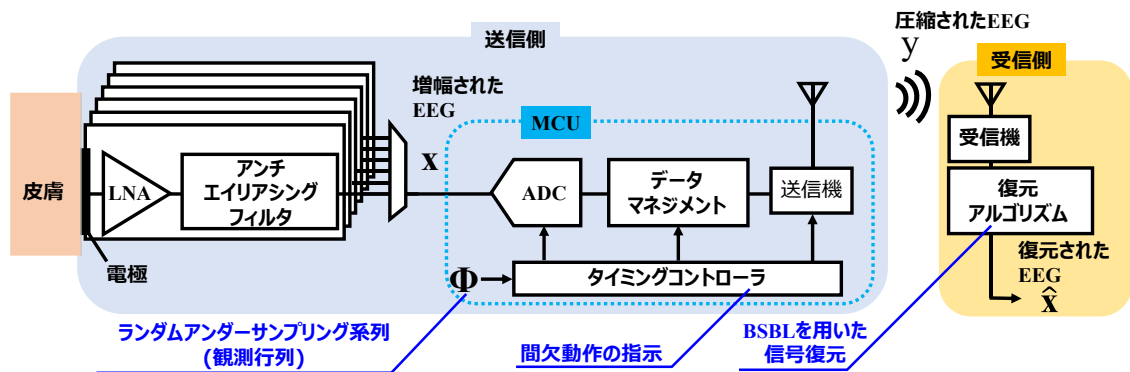 送信側
圧縮されたEEG
y
受信側
増幅された
EEG
MCU
x
皮膚
LNA
アンチ
エイリアシング
フィルタ
ADC
データ
マネジメント
送信機
受信機
復元
アルゴリズム
電極
Φ
タイミングコントローラ
復元された
EEG
x̂
ランダムアンダーサンプリング系列
(観測行列)
間欠動作の指示
BSBLを用いた
信号復元